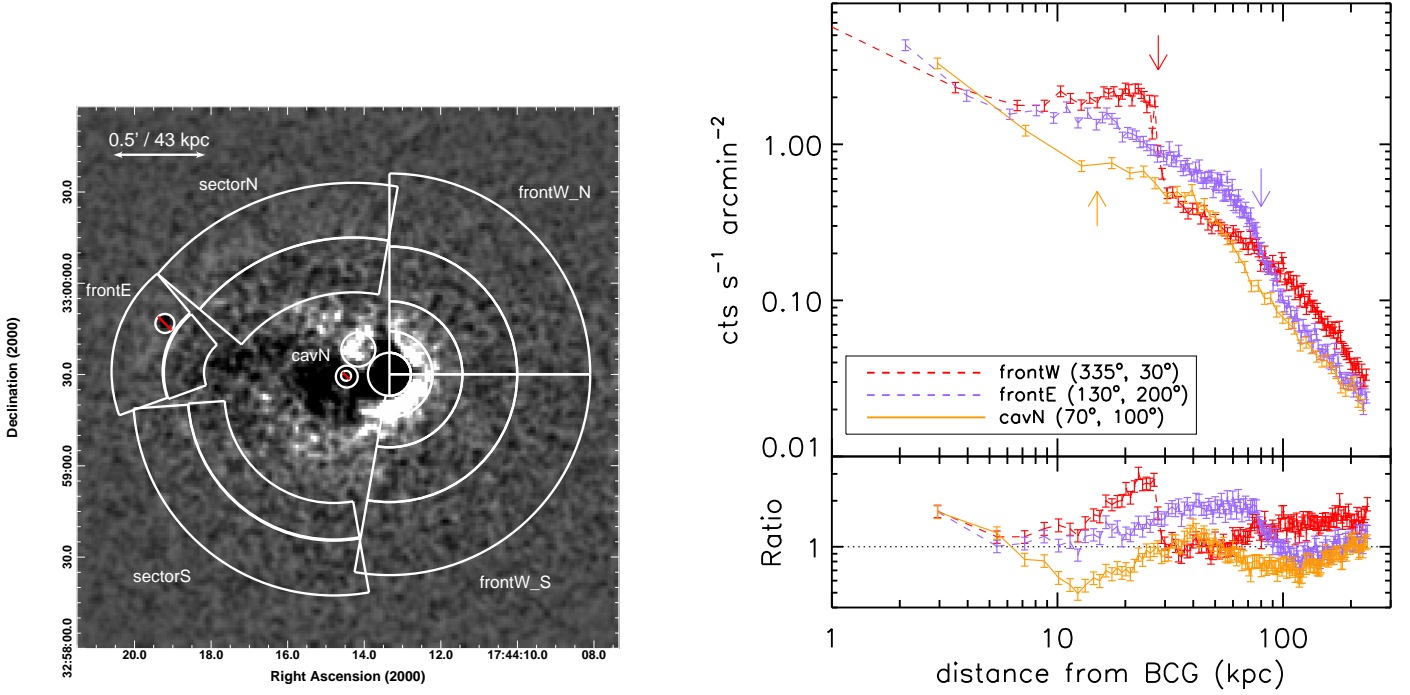 0.5' / 43 kpc
sectorN
frontW_N
frontE
cavN
sectorS
frontW_S
30.0
33:00:00.0
30.0
59:00.0
30.0
32:58:00.0
Declination (2000)
20.0 18.0 16.0 14.0 12.0 17:44:10.0 08.0
Right Ascension (2000)
cts s⁻¹ arcmin⁻²
1.00
0.10
0.01
frontW (335°, 30°)
frontE (130°, 200°)
cavN (70°, 100°)
Ratio
1
1 10 100
distance from BCG (kpc)